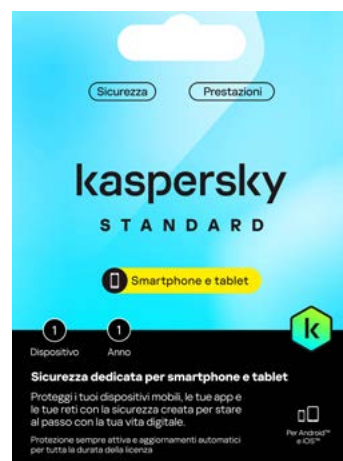 Sicurezza Prestazioni
kaspersky
STANDARD
Smartphone e tablet
1 1
Dispositivo Anno
k
Sicurezza dedicata per smartphone e tablet
Proteggi i tuoi dispositivi mobili, le tue app e
le tue reti con la sicurezza creata per stare
al passo con la tua vita digitale.
Protezione sempre attiva e aggiornamenti automatici
per tutta la durata della licenza
Per Android™
e iOS™